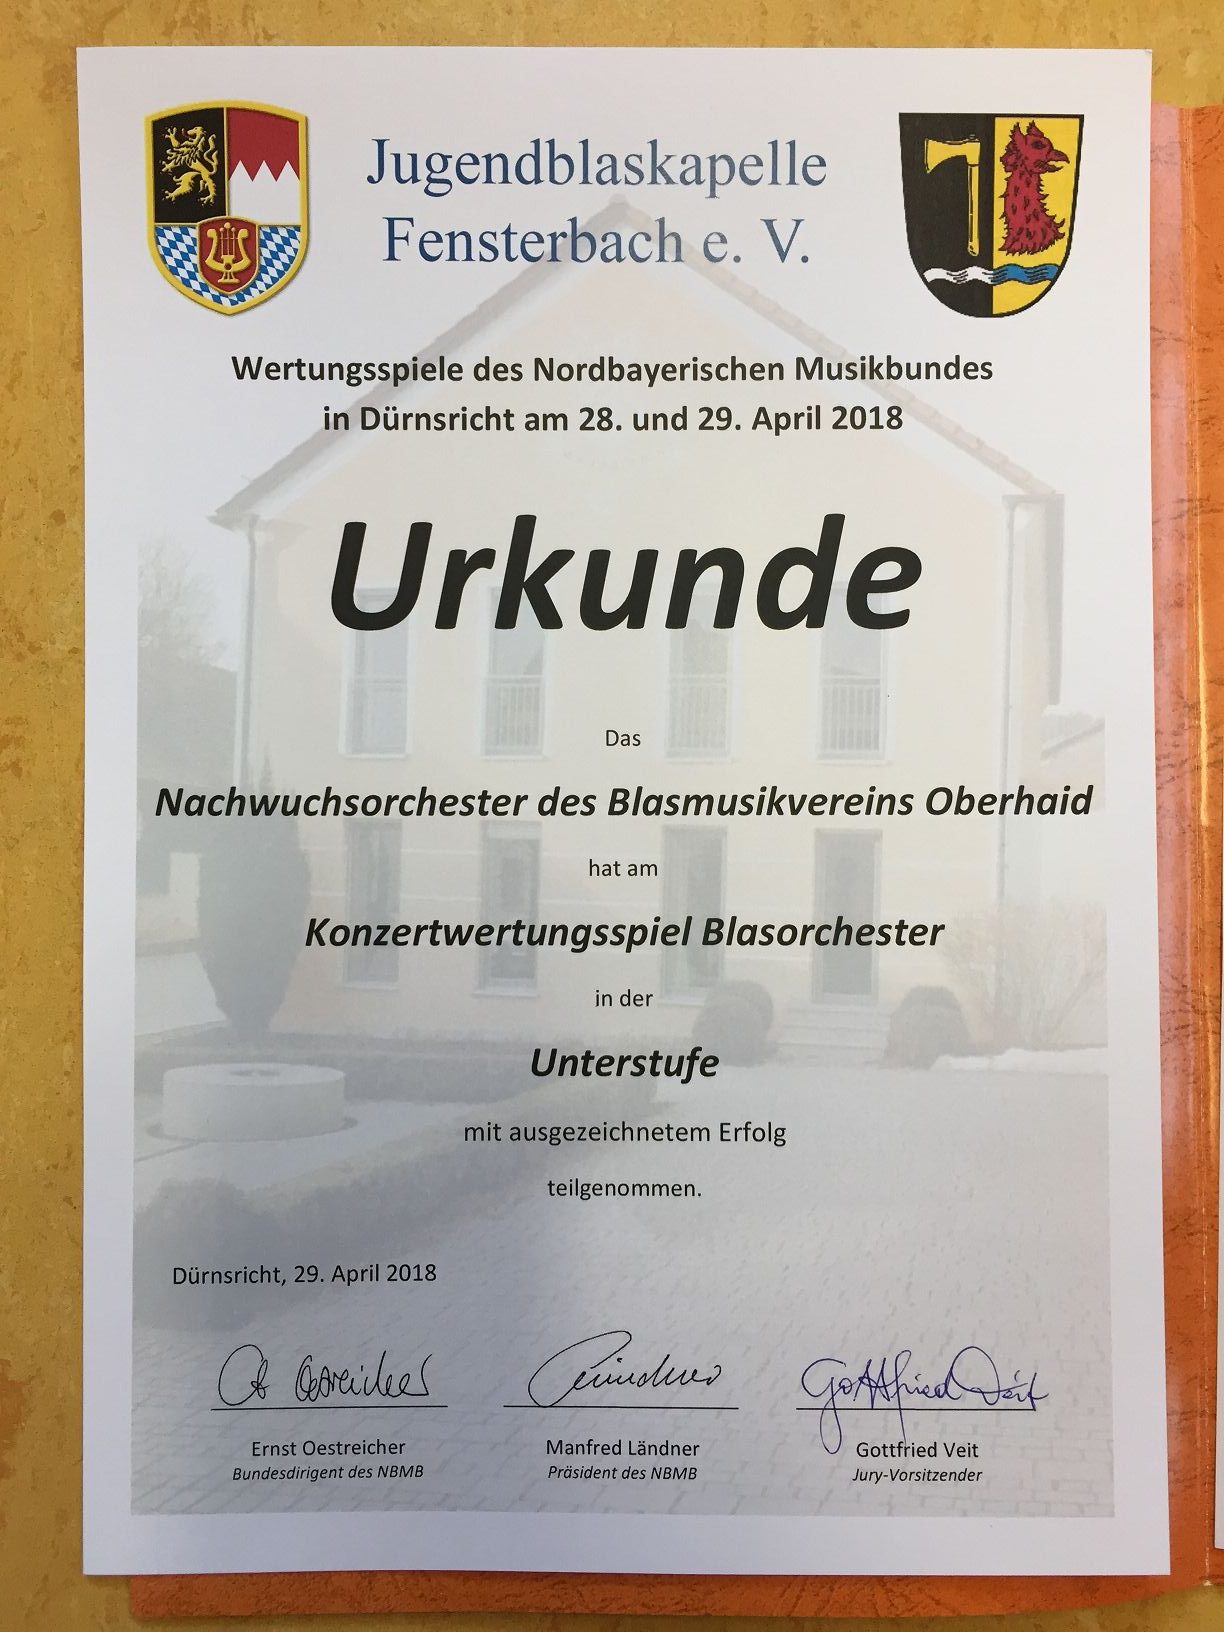 Jugendblaskapelle
Fensterbach e. V.
Wertungsspiele des Nordbayerischen Musikbundes
in Dürnsricht am 28. und 29. April 2018
Urkunde
Das
Nachwuchsorchester des Blasmusikvereins Oberhaid
hat am
Konzertwertungsspiel Blasorchester
in der
Unterstufe
mit ausgezeichnetem Erfolg
teilgenommen.
Dürnsricht, 29. April 2018
Oestreicher
Gottfried Veit
Ernst Oestreicher
Manfred Ländner
Gottfried Veit
Bundesdirigent des NBMB
Präsident des NBMB
Jury-Vorsitzender